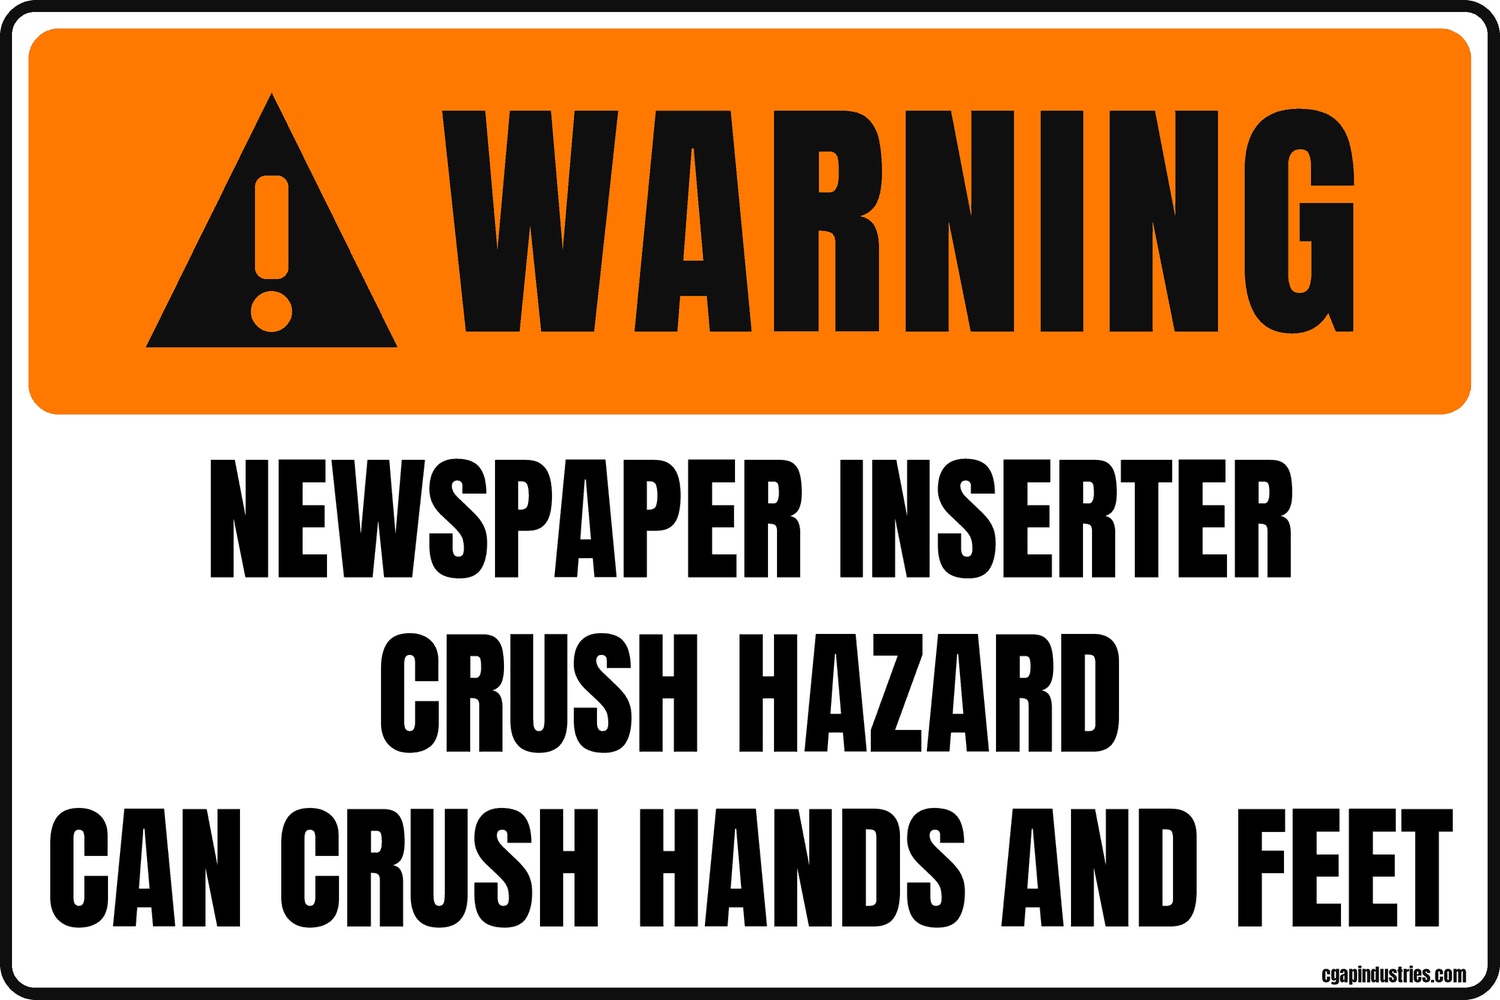 WARNING
NEWSPAPER INSERTER
CRUSH HAZARD
CAN CRUSH HANDS AND FEET
cgapindustries.com